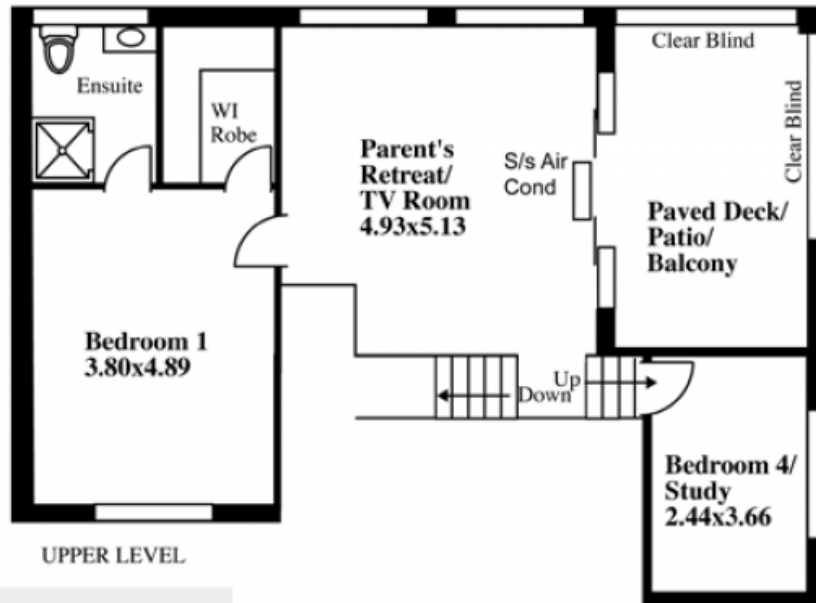 Clear Blind
Ensuite
WI
Robe
Clear Blind
Parent's
Retreat/
TV Room
4.93x5.13
S/s Air
Cond
Paved Deck/
Patio/
Balcony
Bedroom 1
3.80x4.89
Up
Down
Bedroom 4/
Study
2.44x3.66
UPPER LEVEL